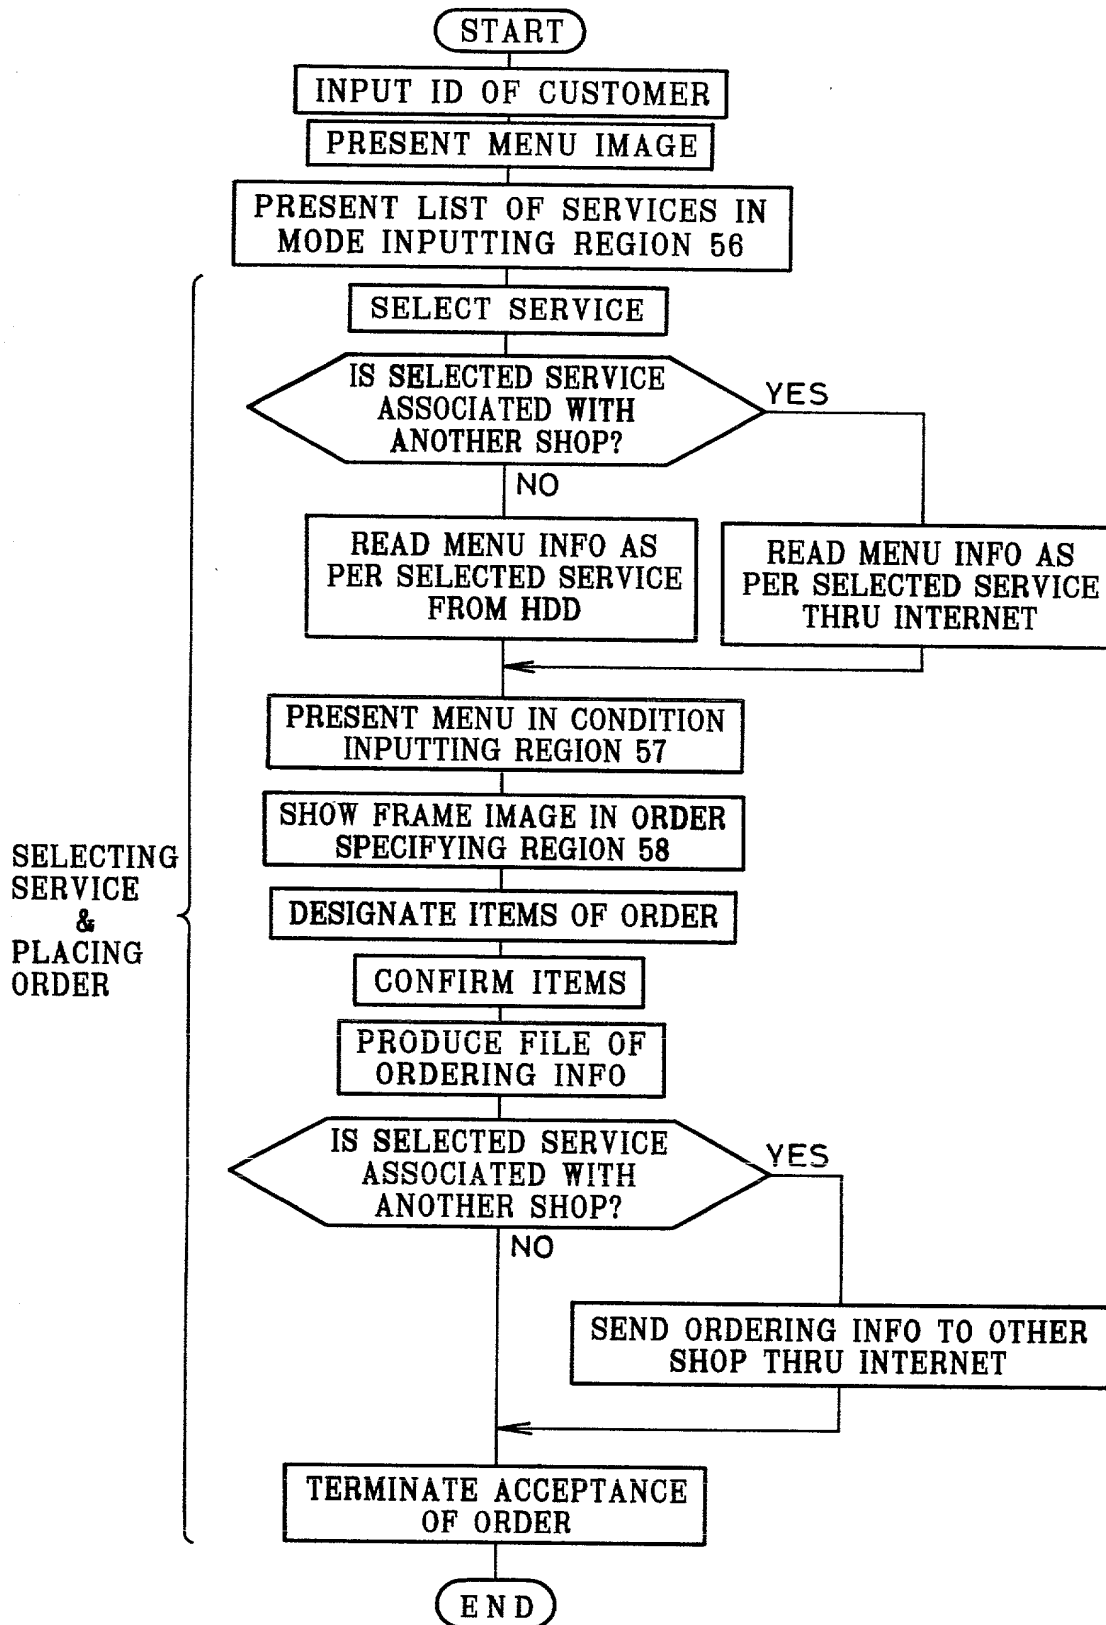 START
INPUT ID OF CUSTOMER
PRESENT MENU IMAGE
PRESENT LIST OF SERVICES IN
MODE INPUTTING REGION 56
SELECT SERVICE
IS SELECTED SERVICE
ASSOCIATED WITH
ANOTHER SHOP?
YES
NO
READ MENU INFO AS
PER SELECTED SERVICE
FROM HDD
READ MENU INFO AS
PER SELECTED SERVICE
THRU INTERNET
PRESENT MENU IN CONDITION
INPUTTING REGION 57
SHOW FRAME IMAGE IN ORDER
SPECIFYING REGION 58
SELECTING
SERVICE
&
PLACING
ORDER
DESIGNATE ITEMS OF ORDER
CONFIRM ITEMS
PRODUCE FILE OF
ORDERING INFO
IS SELECTED SERVICE
ASSOCIATED WITH
ANOTHER SHOP?
YES
NO
SEND ORDERING INFO TO OTHER
SHOP THRU INTERNET
TERMINATE ACCEPTANCE
OF ORDER
END